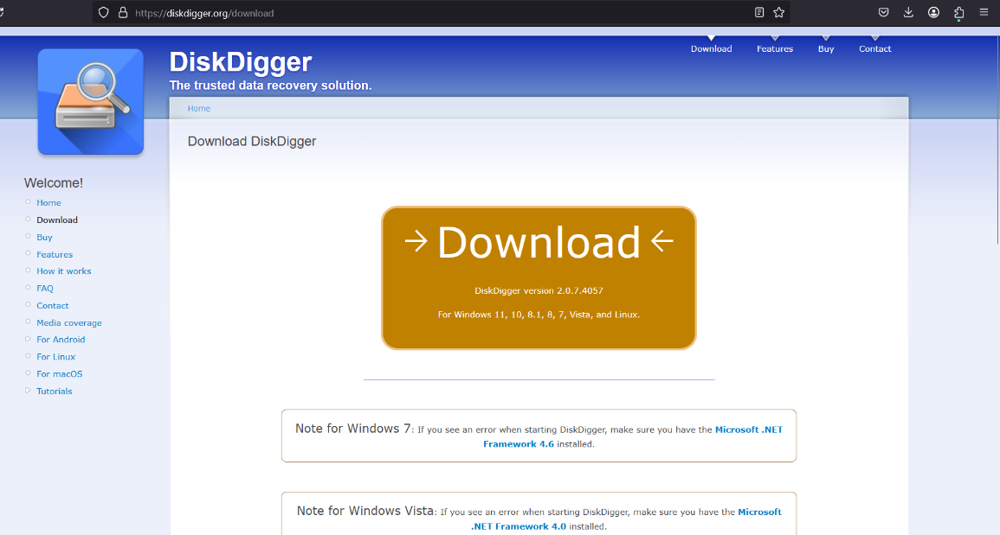 https://diskdigger.org/download
Download
Features
Buy
Contact
DiskDigger
The trusted data recovery solution.
Home
Download DiskDigger
Welcome!
Home
Download
Buy
Features
How it works
FAQ
Contact
Media coverage
For Android
For Linux
For macOS
Tutorials
→ Download ←
DiskDigger version 2.0.7.4057
For Windows 11, 10, 8.1, 8, 7, Vista, and Linux.
Note for Windows 7: If you see an error when starting DiskDigger, make sure you have the Microsoft .NET
Framework 4.6 installed.
Note for Windows Vista: If you see an error when starting DiskDigger, make sure you have the Microsoft
.NET Framework 4.0 installed.